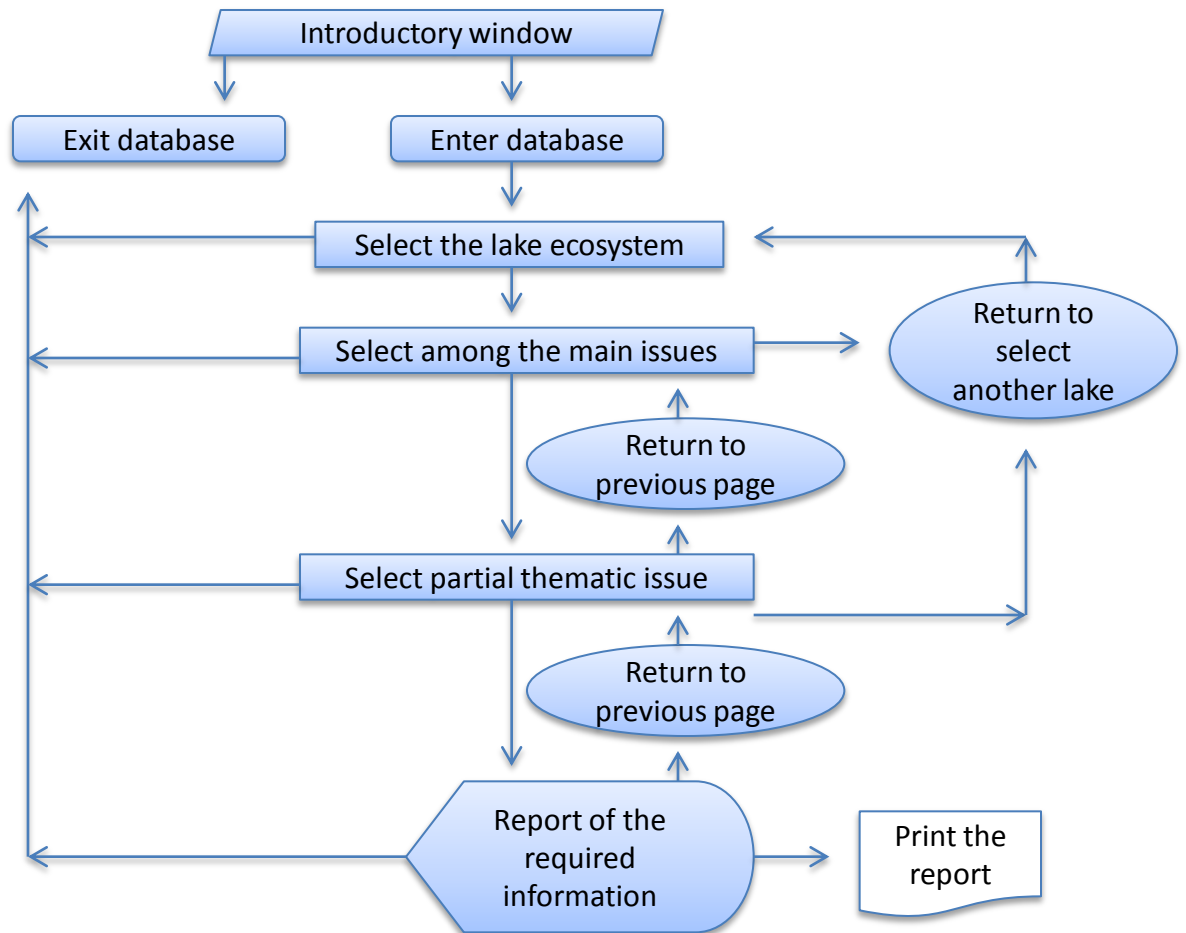 Introductory window
Exit database
Enter database
Select the lake ecosystem
Return to
select
another lake
Select among the main issues
Return to
previous page
Select partial thematic issue
Return to
previous page
Report of the
required
information
Print the
report